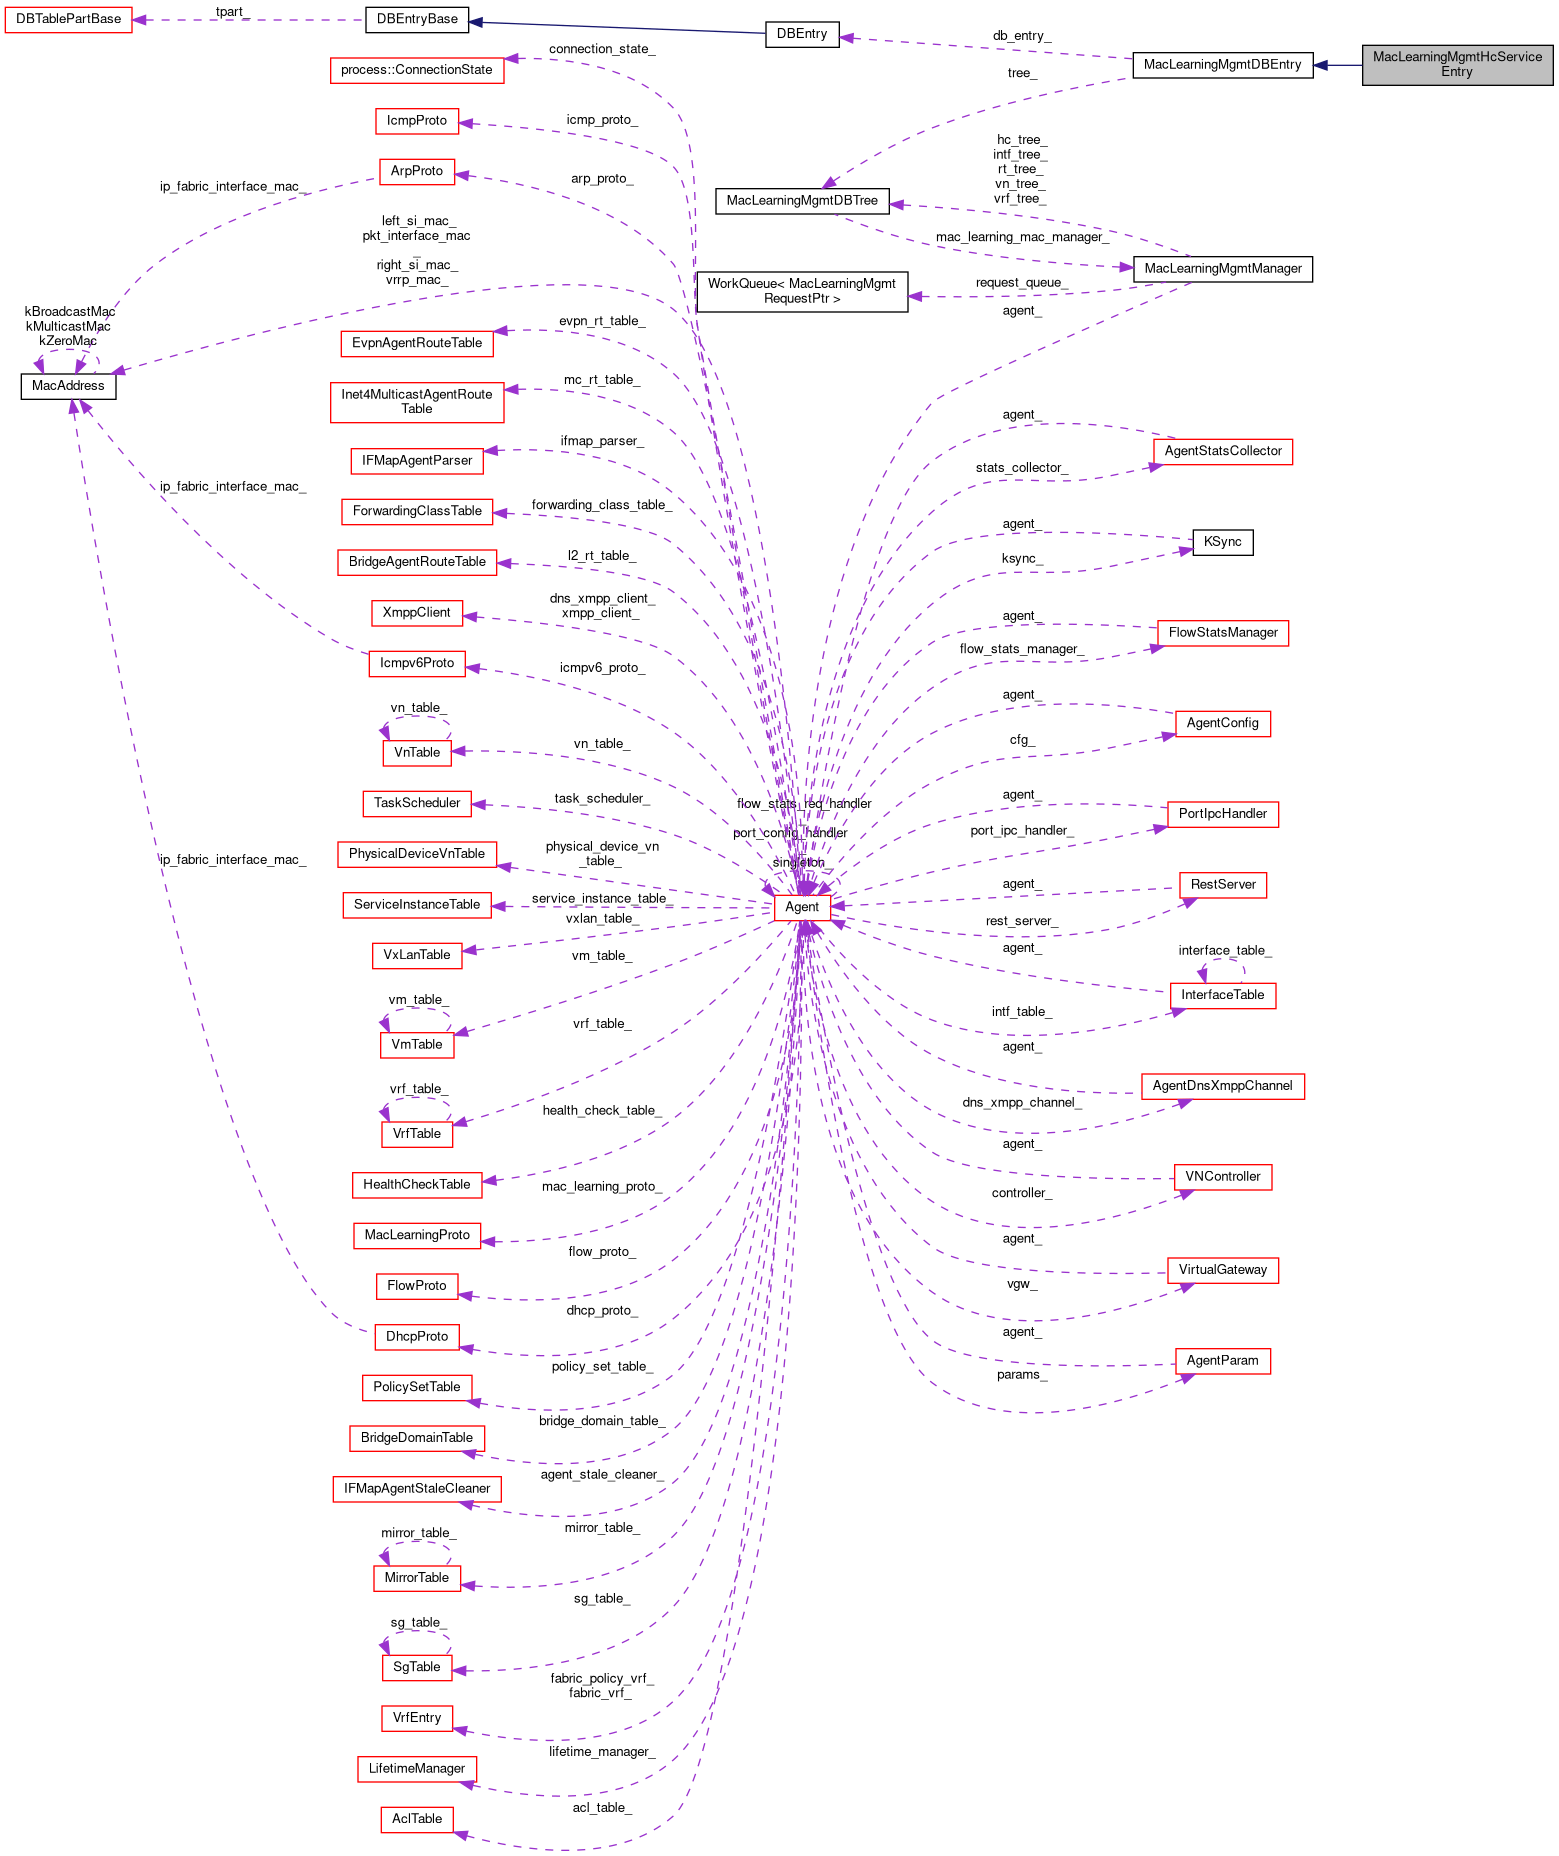 DBTablePartBase
tpart_
DBEntryBase
DBEntry
db_entry_
MacLearningMgmtDBEntry
MacLearningMgmtHcService
Entry
connection_state_
process::ConnectionState
tree_
IcmpProto
icmp_proto_
ArpProto
arp_proto_
ip_fabric_interface_mac_
hc_tree_
intf_tree_
rt_tree_
vn_tree_
vrf_tree_
MacLearningMgmtDBTree
mac_learning_mac_manager_
MacLearningMgmtManager
left_si_mac_
pkt_interface_mac
_
right_si_mac_
vrrp_mac_
WorkQueue< MacLearningMgmt
RequestPtr >
request_queue_
agent_
kBroadcastMac
kMulticastMac
kZeroMac
MacAddress
EvpnAgentRouteTable
evpn_rt_table_
Inet4MulticastAgentRoute
Table
mc_rt_table_
IFMapAgentParser
ifmap_parser_
agent_
AgentStatsCollector
stats_collector_
ip_fabric_interface_mac_
ForwardingClassTable
forwarding_class_table_
agent_
KSync
ksync_
BridgeAgentRouteTable
l2_rt_table_
XmppClient
dns_xmpp_client_
xmpp_client_
agent_
FlowStatsManager
flow_stats_manager_
Icmpv6Proto
icmpv6_proto_
vn_table_
VnTable
vn_table_
agent_
AgentConfig
cfg_
TaskScheduler
task_scheduler_
flow_stats_req_handler
_
port_config_handler
_
singleton_
agent_
PortIpcHandler
port_ipc_handler_
PhysicalDeviceVnTable
physical_device_vn
_table_
ip_fabric_interface_mac_
ServiceInstanceTable
service_instance_table_
Agent
agent_
RestServer
rest_server_
VxLanTable
vxlan_table_
agent_
interface_table_
InterfaceTable
intf_table_
vm_table_
vm_table_
VmTable
agent_
AgentDnsXmppChannel
dns_xmpp_channel_
vrf_table_
vrf_table_
VrfTable
health_check_table_
HealthCheckTable
agent_
VNController
controller_
mac_learning_proto_
MacLearningProto
flow_proto_
FlowProto
agent_
VirtualGateway
vgw_
dhcp_proto_
DhcpProto
agent_
AgentParam
params_
policy_set_table_
PolicySetTable
bridge_domain_table_
BridgeDomainTable
agent_stale_cleaner_
IFMapAgentStaleCleaner
mirror_table_
mirror_table_
MirrorTable
sg_table_
sg_table_
SgTable
fabric_policy_vrf_
fabric_vrf_
VrfEntry
lifetime_manager_
LifetimeManager
acl_table_
AclTable